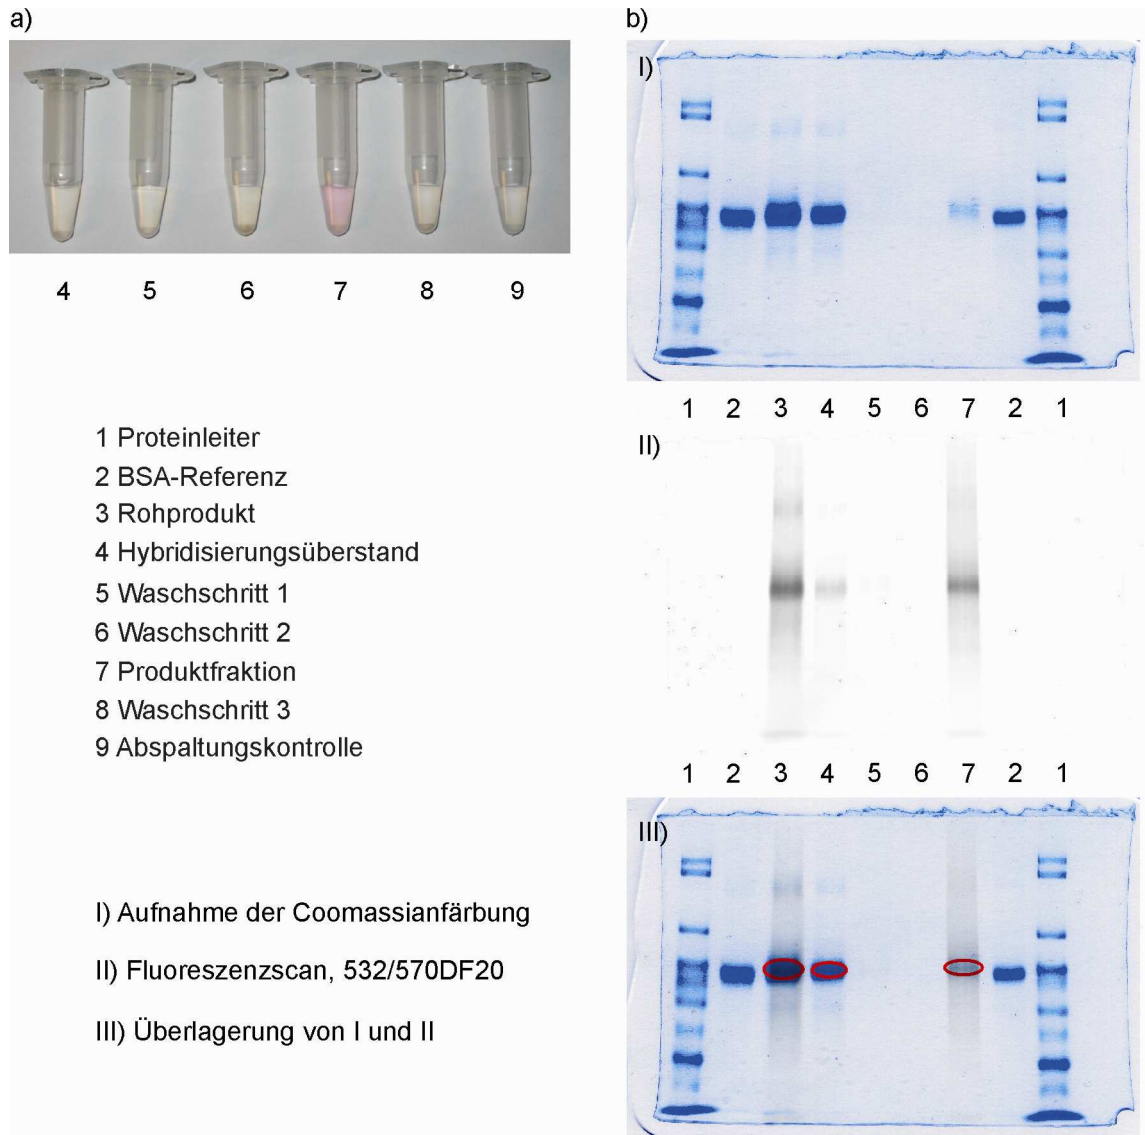 a)
4 5 6 7 8 9
1 Proteinleiter
2 BSA-Referenz
3 Rohprodukt
4 Hybridisierungsüberstand
5 Waschschritt 1
6 Waschschritt 2
7 Produktfraktion
8 Waschschritt 3
9 Abspaltungskontrolle
I) Aufnahme der Coomassianfärbung
II) Fluoreszenzscan, 532/570DF20
III) Überlagerung von I und II
b)
I)
1 2 3 4 5 6 7 2 1
II)
1 2 3 4 5 6 7 2 1
III)